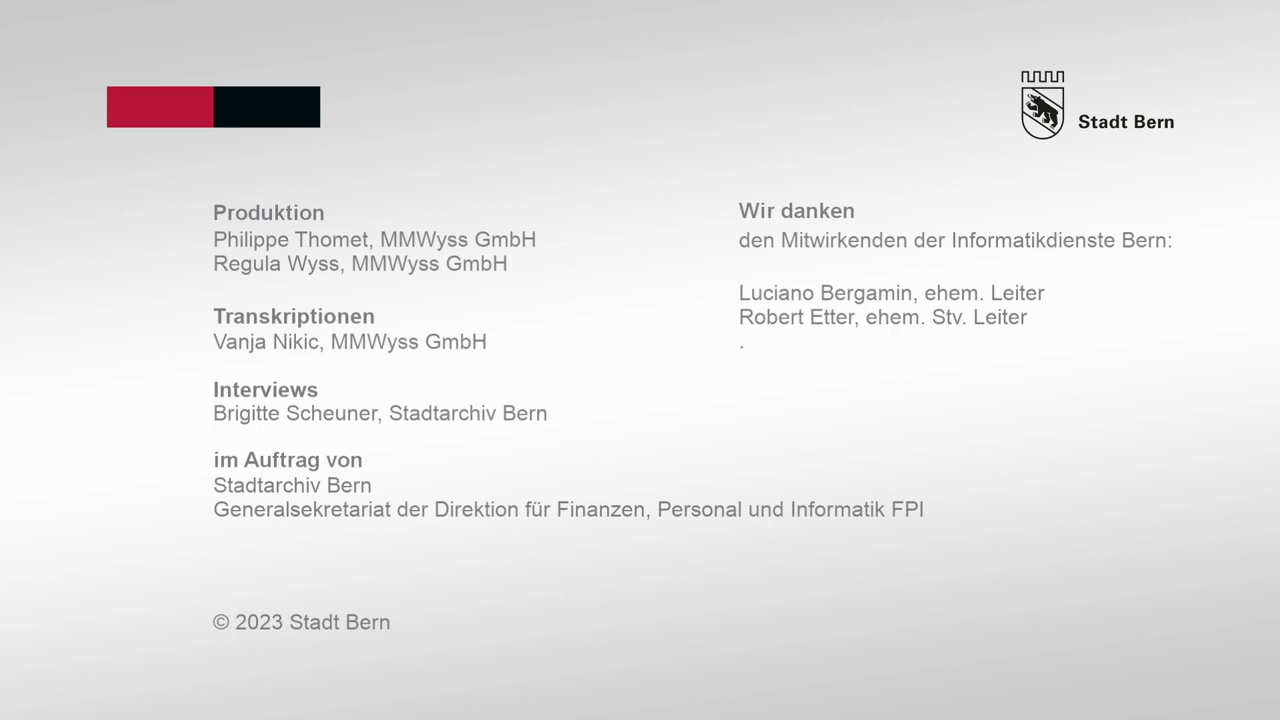 Stadt Bern
Produktion
Philippe Thomet, MMWyss GmbH
Regula Wyss, MMWyss GmbH
Transkriptionen
Vanja Nikic, MMWyss GmbH
Interviews
Brigitte Scheuner, Stadtarchiv Bern
im Auftrag von
Stadtarchiv Bern
Generalsekretariat der Direktion für Finanzen, Personal und Informatik FPI
© 2023 Stadt Bern
Wir danken
den Mitwirkenden der Informatikdienste Bern:
Luciano Bergamin, ehem. Leiter
Robert Etter, ehem. Stv. Leiter
.